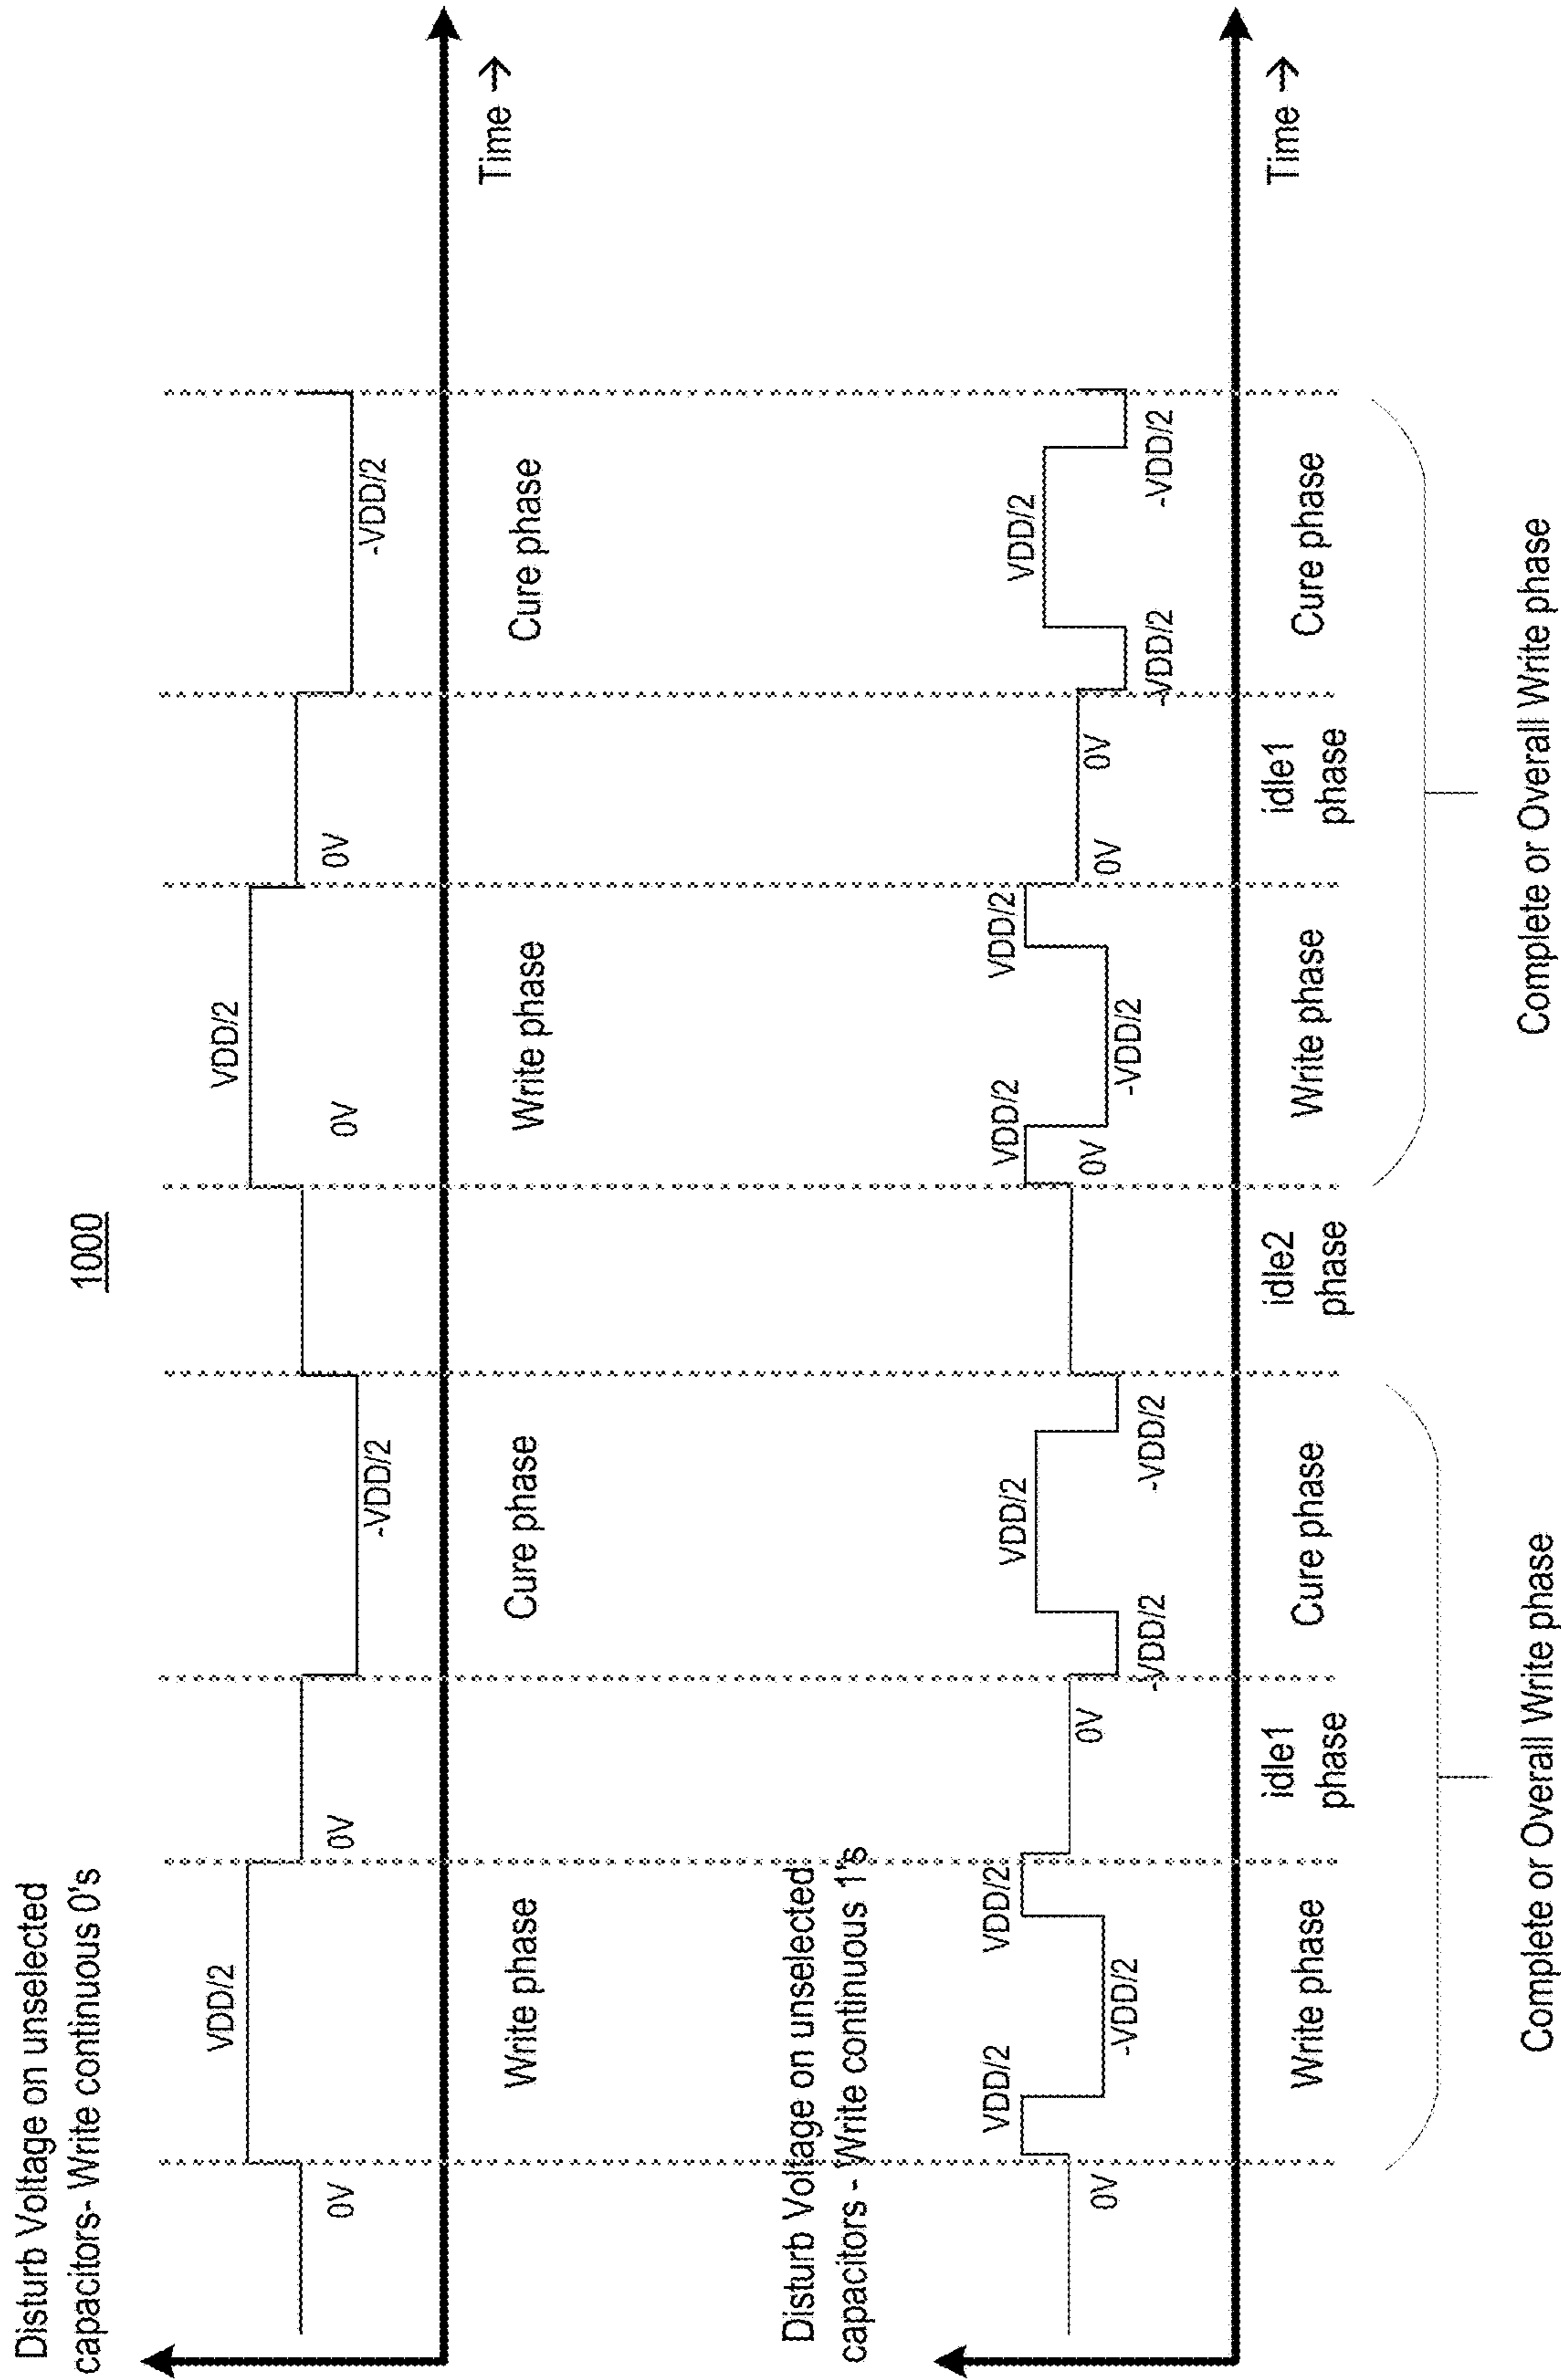 1000
Disturb Voltage on unselected
capacitors- Write continuous 0's
VDD/2
VDD/2
0V
0V
0V
0V
-VDD/2
-VDD/2
Time →
Write phase
Cure phase
Write phase
Cure phase
Disturb Voltage on unselected
capacitors - Write continuous 1's
VDD/2
VDD/2
VDD/2
VDD/2
VDD/2
VDD/2
0V
0V
0V
0V
0V
-VDD/2
-VDD/2
-VDD/2
-VDD/2
-VDD/2
-VDD/2
Time →
Write phase
idle1
phase
Cure phase
idle2
phase
Write phase
idle1
phase
Cure phase
Complete or Overall Write phase
Complete or Overall Write phase